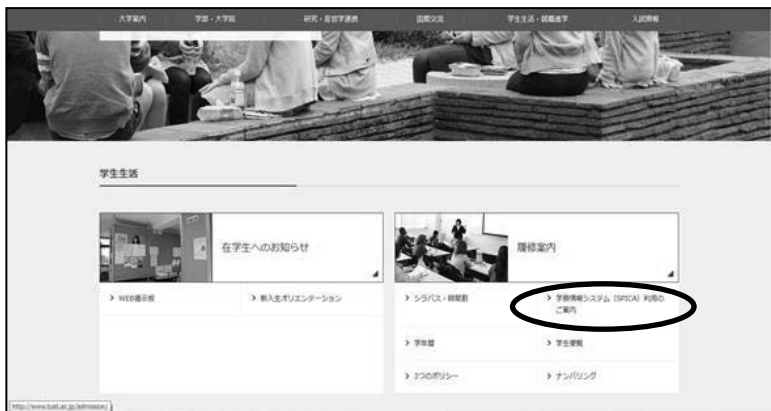 大学案内
学部・大学院
研究・産官学連携
国際交流
学生生活・就職進学
入試情報
学生生活
在学生へのお知らせ
> WEB掲示板
> 新入生オリエンテーション
履修案内
> シラバス・時間割
> 学務情報システム（SPICA）利用の
ご案内
> 学年暦
> 学生便覧
> 3つのポリシー
> ナンバリング